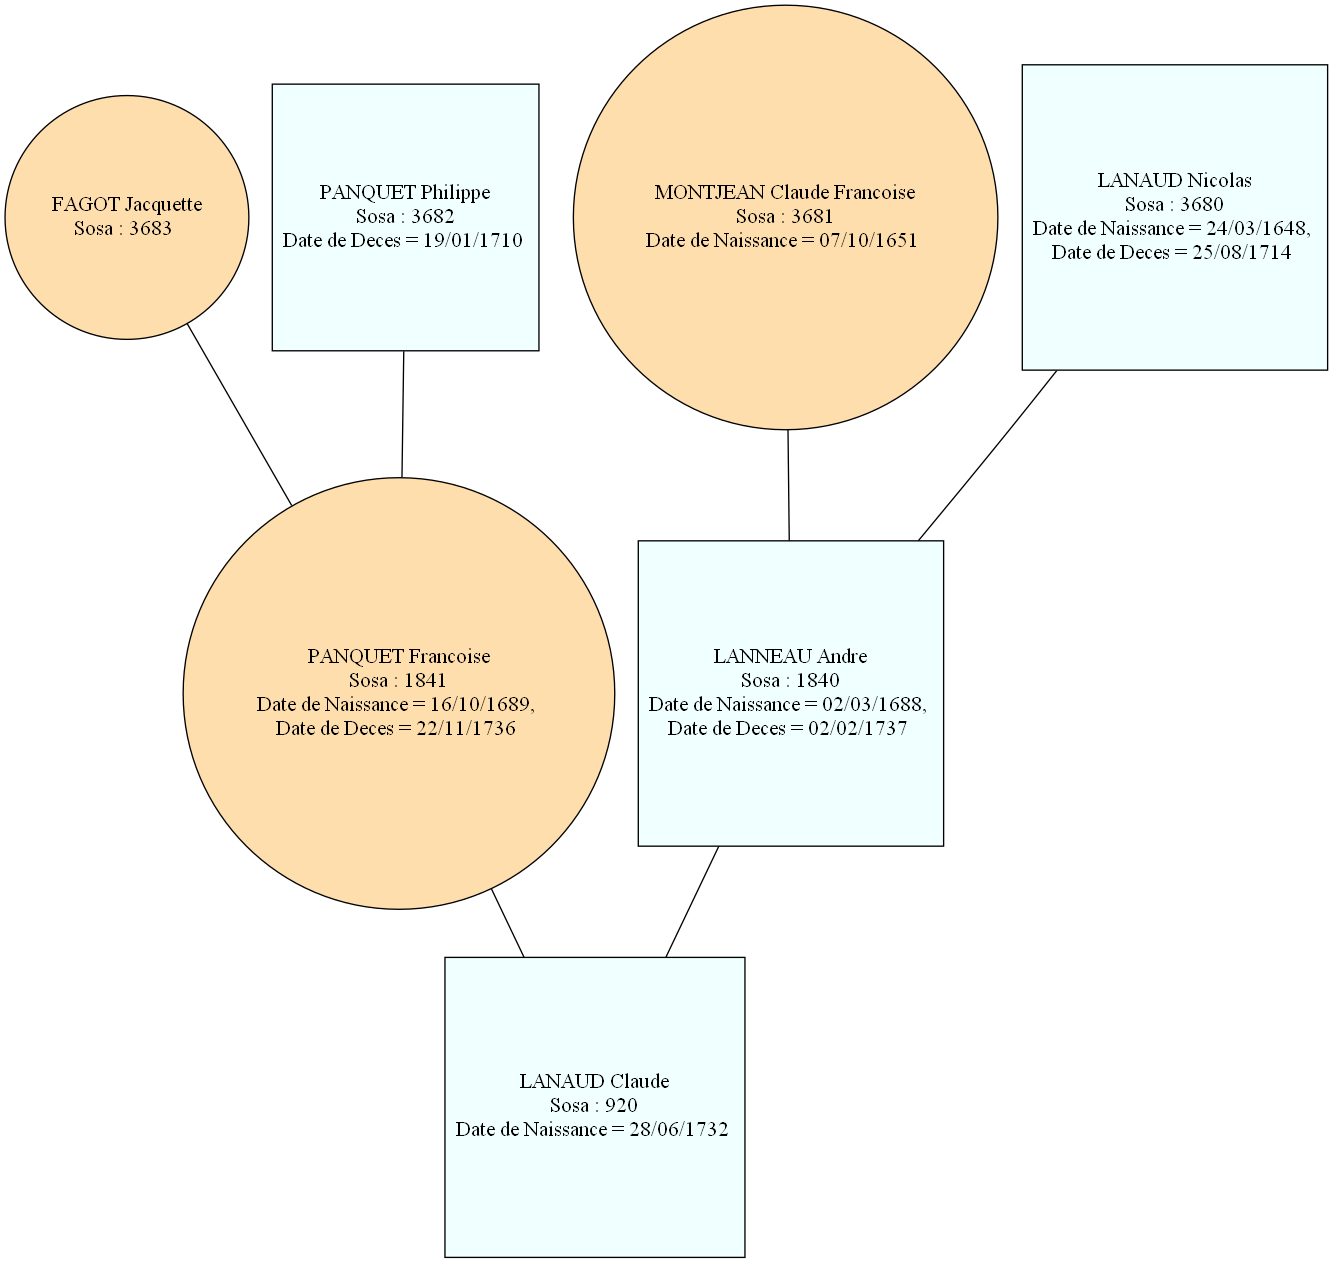 FAGOT Jacquette
Sosa : 3683
PANQUET Philippe
Sosa : 3682
Date de Deces = 19/01/1710
MONTJEAN Claude Francoise
Sosa : 3681
Date de Naissance = 07/10/1651
LANAUD Nicolas
Sosa : 3680
Date de Naissance = 24/03/1648,
Date de Deces = 25/08/1714
PANQUET Francoise
Sosa : 1841
Date de Naissance = 16/10/1689,
Date de Deces = 22/11/1736
LANNEAU Andre
Sosa : 1840
Date de Naissance = 02/03/1688,
Date de Deces = 02/02/1737
LANAUD Claude
Sosa : 920
Date de Naissance = 28/06/1732